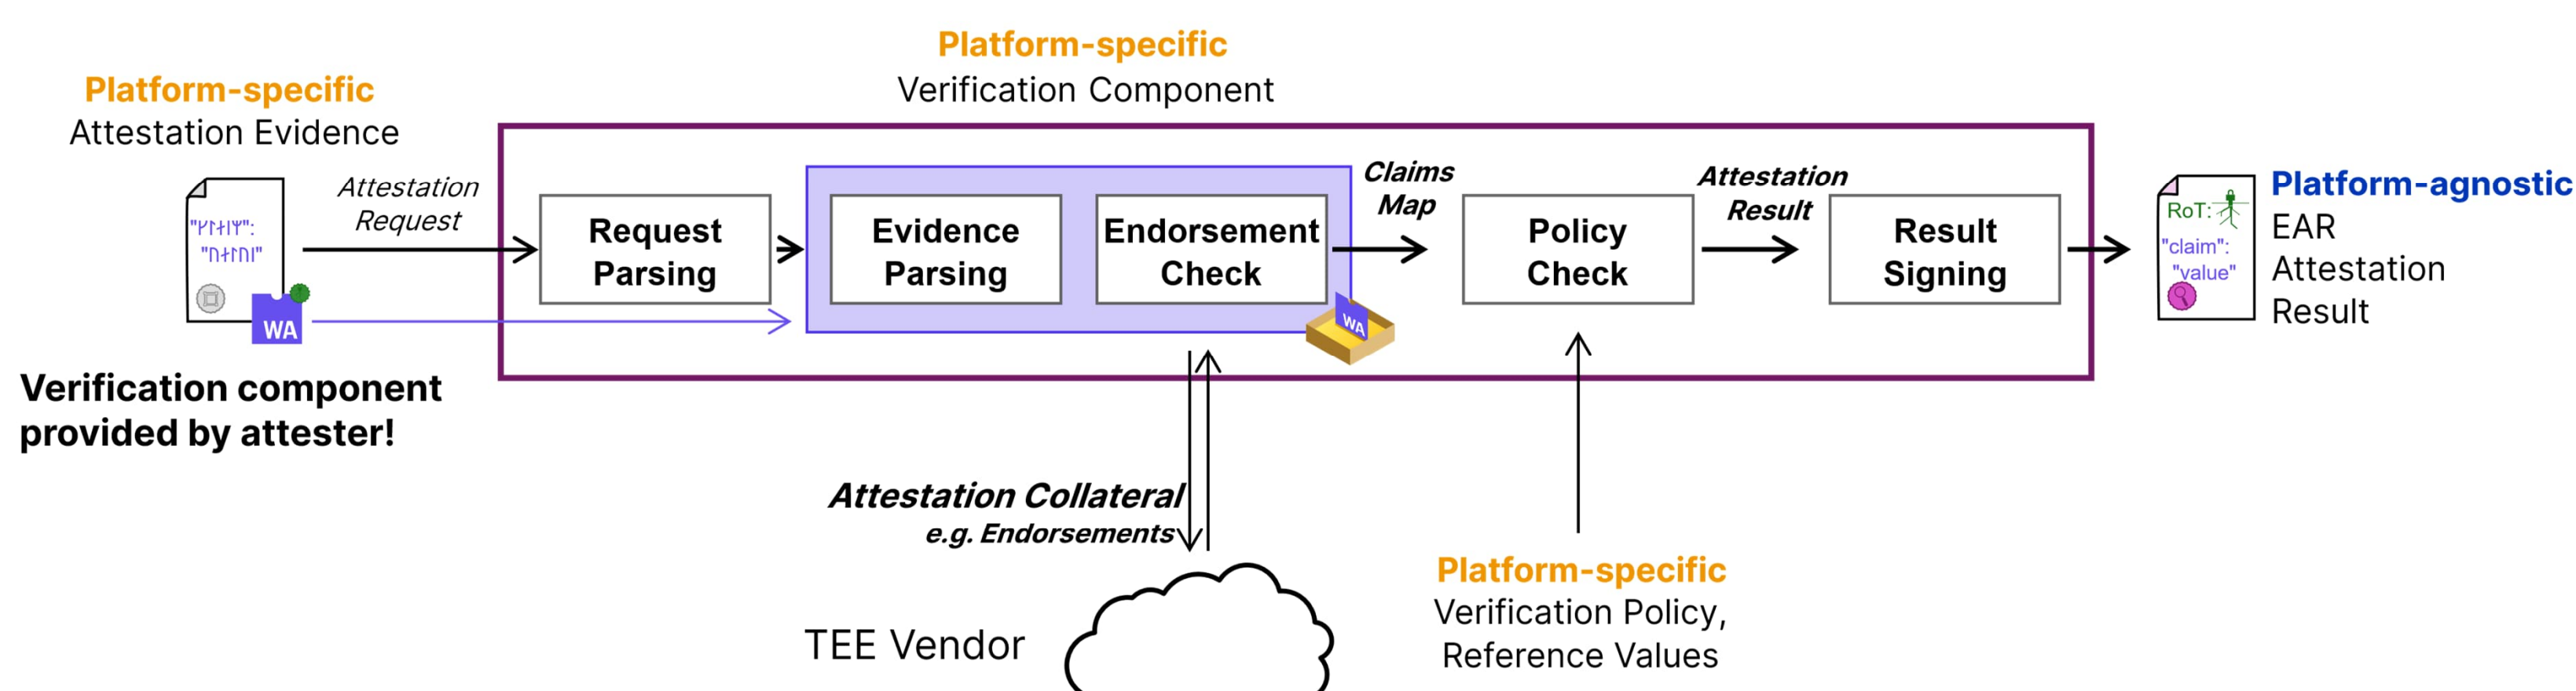 Platform-specific
Verification Component
Platform-specific
Attestation Evidence
Attestation
Request
WA
Verification component
provided by attester!
Request
Parsing
Evidence
Parsing
Endorsement
Check
WA
Claims
Map
Policy
Check
Attestation
Result
Result
Signing
RoT:
"claim":
"value"
Platform-agnostic
EAR
Attestation
Result
Attestation Collateral
e.g. Endorsements
TEE Vendor
Platform-specific
Verification Policy,
Reference Values